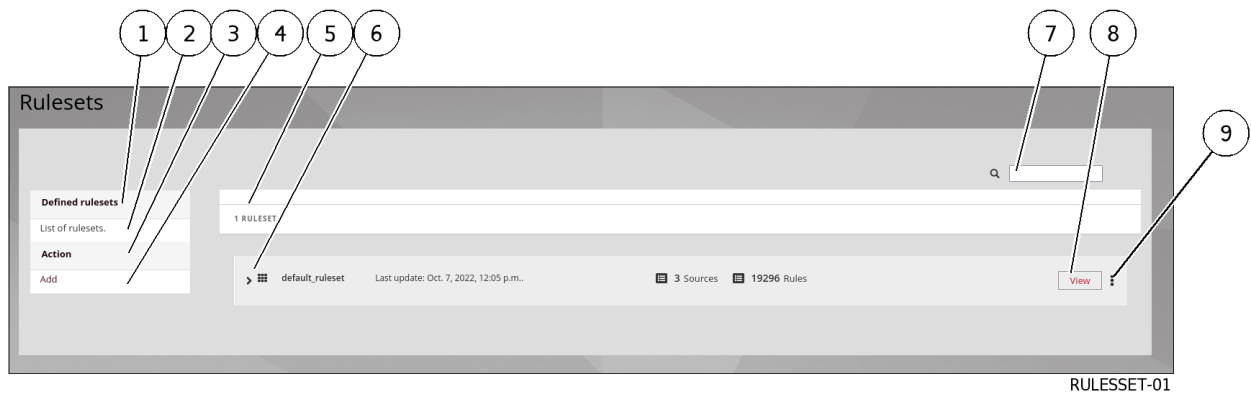 1 2 3 4 5 6 7 8
9
Rulesets
Defined rulesets
List of rulesets.
Action
Add
1 RULESET
default_ruleset Last update: Oct. 7, 2022, 12:05 p.m.. 3 Sources 19296 Rules View
RULESSET-01